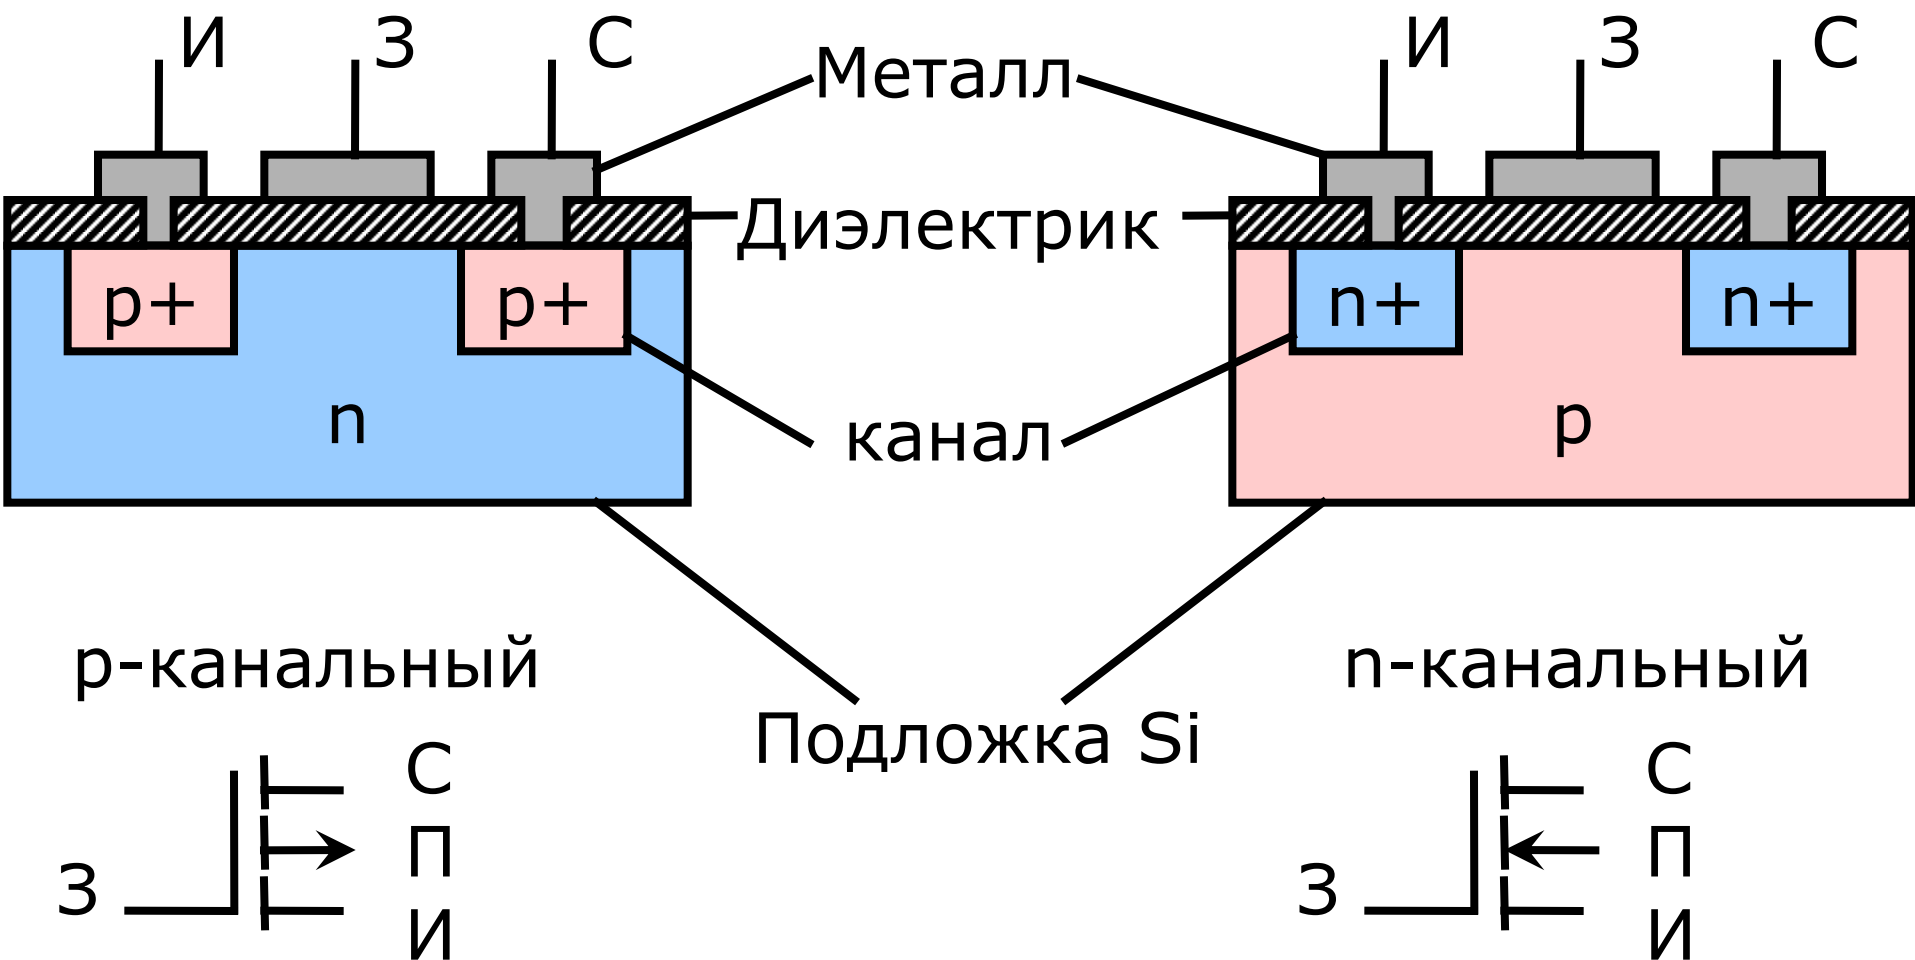 И З С
Металл
И З С
Диэлектрик
p+ p+
n+ n+
n
канал
p
p-канальный
n-канальный
Подложка Si
С
П
З
И
С
П
З
И